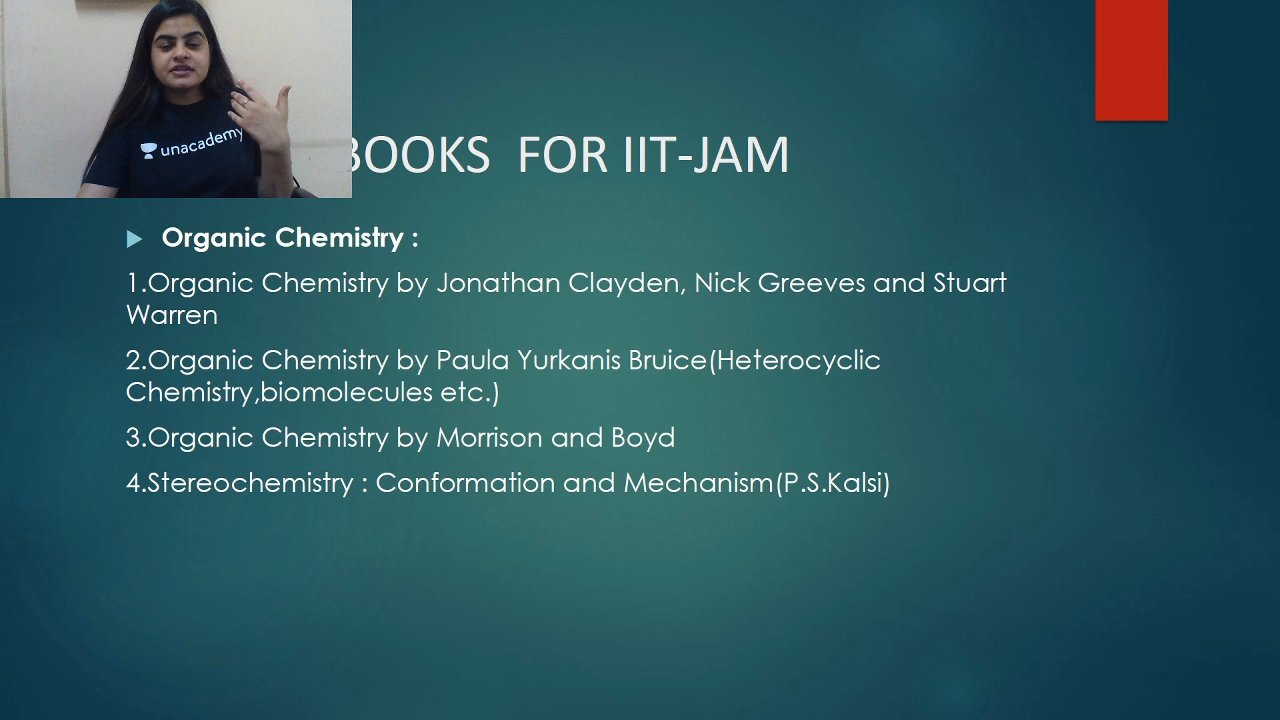 unacademy
BOOKS FOR IIT-JAM
Organic Chemistry :
1.Organic Chemistry by Jonathan Clayden, Nick Greeves and Stuart
Warren
2.Organic Chemistry by Paula Yurkanis Bruice(Heterocyclic
Chemistry,biomolecules etc.)
3.Organic Chemistry by Morrison and Boyd
4.Stereochemistry : Conformation and Mechanism(P.S.Kalsi)